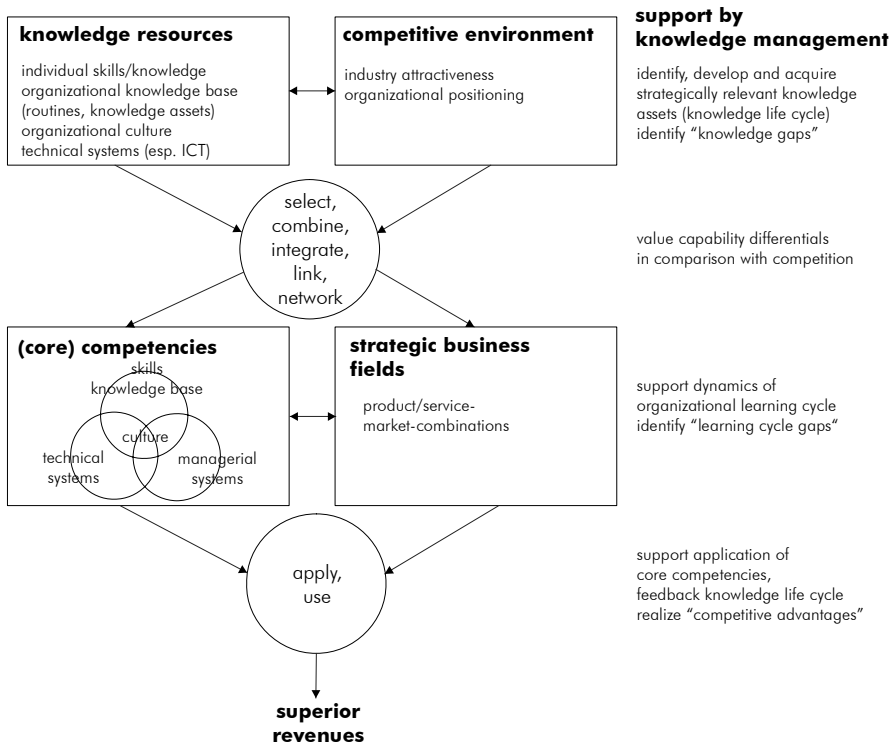 knowledge resources
individual skills/knowledge
organizational knowledge base
(routines, knowledge assets)
organizational culture
technical systems (esp. ICT)
competitive environment
industry attractiveness
organizational positioning
support by
knowledge management
identify, develop and acquire
strategically relevant knowledge
assets (knowledge life cycle)
identify “knowledge gaps”
select,
combine,
integrate,
link,
network
value capability differentials
in comparison with competition
(core) competencies
skills
knowledge base
culture
technical
systems
managerial
systems
strategic business
fields
product/service-
market-combinations
support dynamics of
organizational learning cycle
identify “learning cycle gaps“
apply,
use
support application of
core competencies,
feedback knowledge life cycle
realize “competitive advantages”
superior
revenues